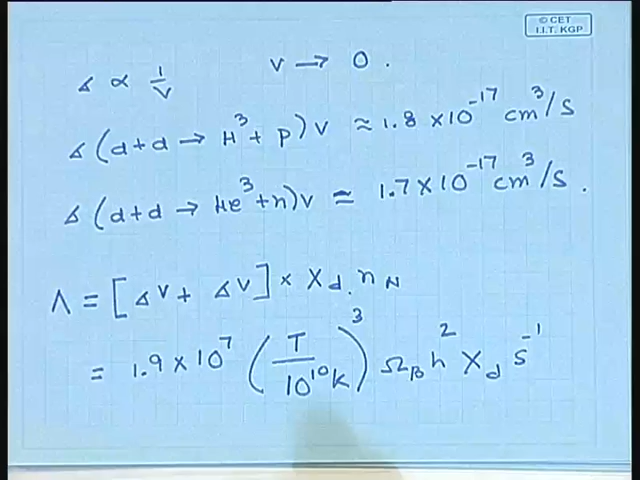 © CET
I.I.T. KGP
σ ∝ 1/v    v → 0.
σ (d+d → H³ + p) v ≈ 1.8 × 10⁻¹⁷ cm³/s
σ (d+d → He³ + n) v ≈ 1.7 × 10⁻¹⁷ cm³/s.
Λ = [σv + σv] × X_d. n_N
= 1.9 × 10⁷ (T/10¹⁰K)³ Ω_B h² X_d s⁻¹